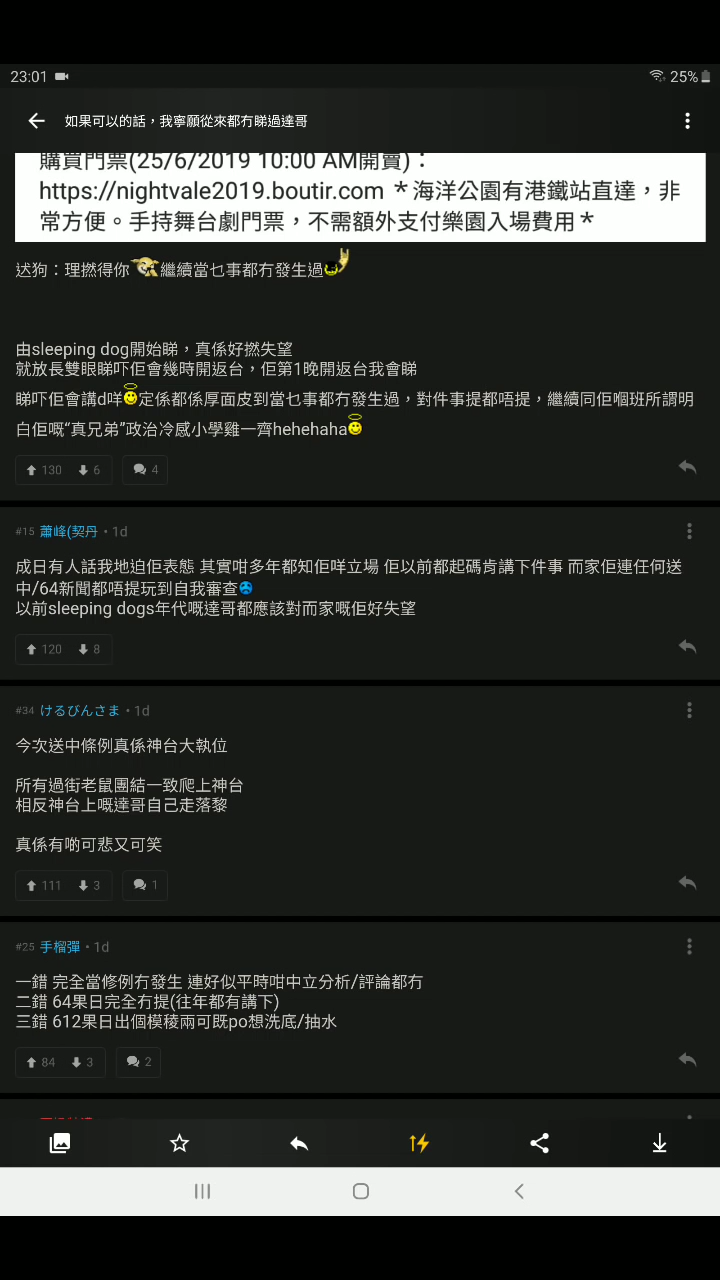 23:01
25%
如果可以的話，我寧願從來都冇睇過達哥
購買門票(25/6/2019 10:00 AM開賣)：
https://nightvale2019.boutir.com ＊海洋公園有港鐵站直達，非
常方便。手持舞台劇門票，不需額外支付樂園入場費用＊
㳒狗：理撚得你繼續當乜事都冇發生過
由sleeping dog開始睇，真係好撚失望
就放長雙眼睇吓佢會幾時開返台，佢第1晚開返台我會睇
睇吓佢會講d咩定係都係厚面皮到當乜事都冇發生過，對件事提都唔提，繼續同佢嗰班所謂明
白佢嘅“真兄弟”政治冷感小學雞一齊hehehaha
130 6 4
#15 蕭峰(契丹 • 1d
成日有人話我地迫佢表態 其實咁多年都知佢咩立場 佢以前都起碼肯講下件事 而家佢連任何送
中/64新聞都唔提玩到自我審查
以前sleeping dogs年代嘅達哥都應該對而家嘅佢好失望
120 8
#34 けるびんさま • 1d
今次送中條例真係神台大執位
所有過街老鼠團結一致爬上神台
相反神台上嘅達哥自己走落黎
真係有啲可悲又可笑
111 3 1
#25 手榴彈 • 1d
一錯 完全當修例冇發生 連好似平時咁中立分析/評論都冇
二錯 64果日完全冇提(往年都有講下)
三錯 612果日出個模稜兩可既po想洗底/抽水
84 3 2